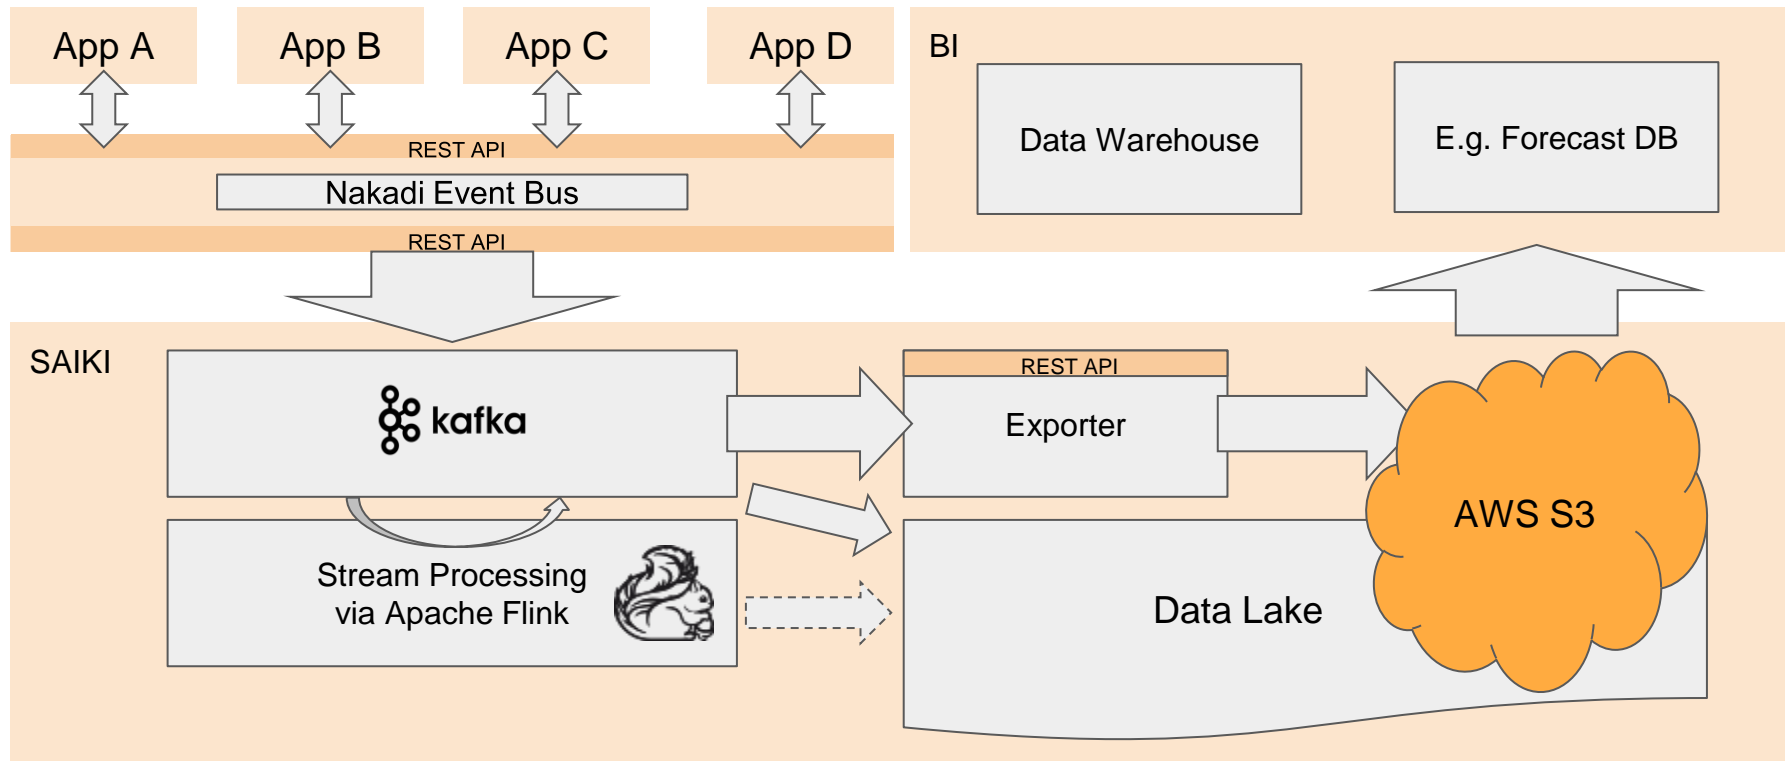 App A
App B
App C
App D
REST API
Nakadi Event Bus
REST API
BI
Data Warehouse
E.g. Forecast DB
SAIKI
kafka
REST API
Exporter
AWS S3
Stream Processing
via Apache Flink
Data Lake